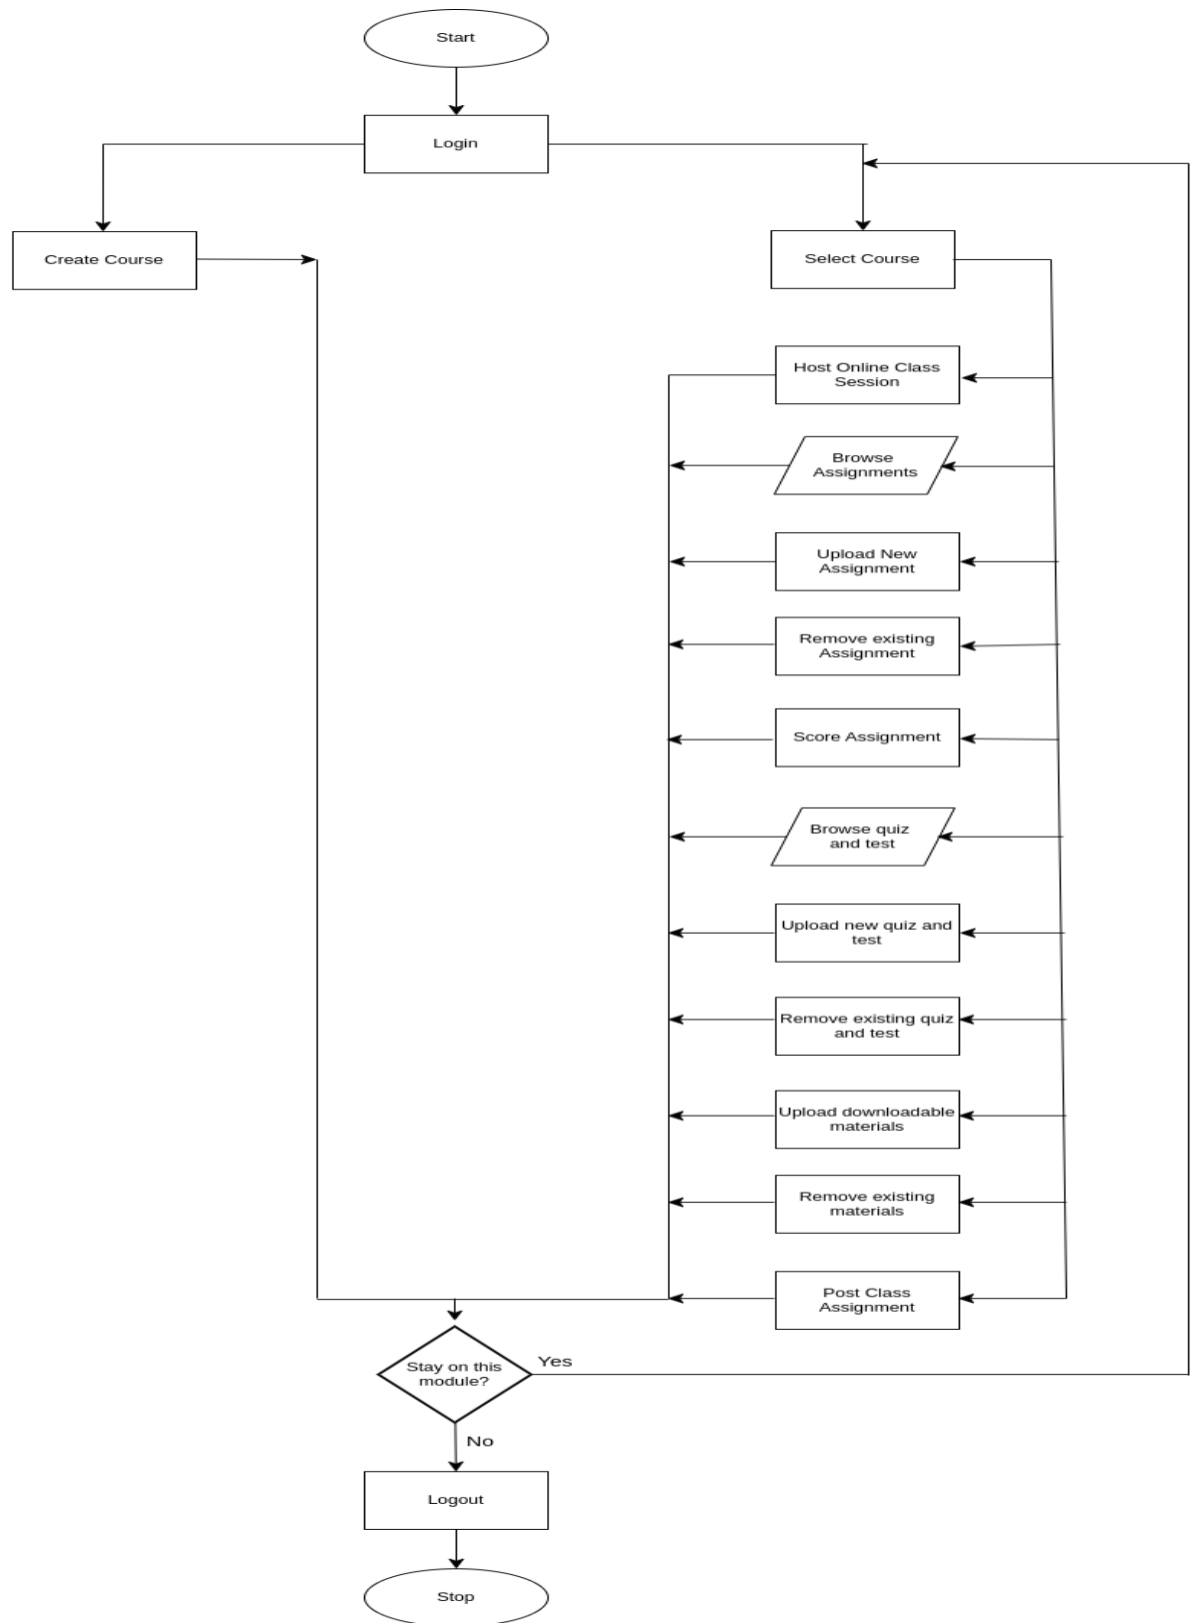 Start
Login
Create Course
Select Course
Host Online Class
Session
Browse
Assignments
Upload New
Assignment
Remove existing
Assignment
Score Assignment
Browse quiz
and test
Upload new quiz and
test
Remove existing quiz
and test
Upload downloadable
materials
Remove existing
materials
Post Class
Assignment
Stay on this
module?
Yes
No
Logout
Stop